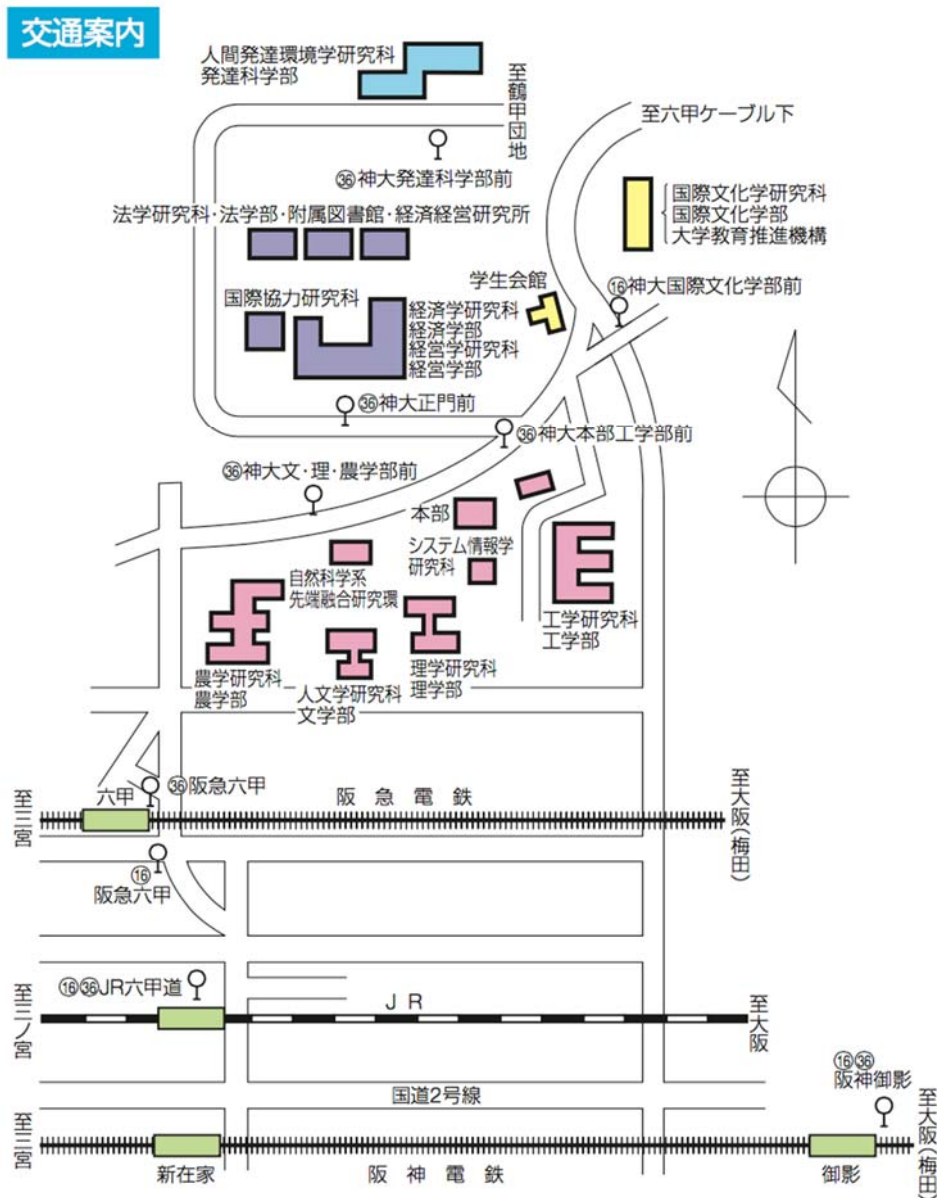 交通案内
人間発達環境学研究科
発達科学部
至鶴甲団地
至六甲ケーブル下
㊱神大発達科学部前
国際文化学研究科
国際文化学部
大学教育推進機構
法学研究科・法学部・附属図書館・経済経営研究所
学生会館
⑯神大国際文化学部前
国際協力研究科
経済学研究科
経済学部
経営学研究科
経営学部
㊱神大正門前
㊱神大本部工学部前
㊱神大文・理・農学部前
本部
システム情報学
研究科
自然科学系
先端融合研究環
工学研究科
工学部
農学研究科
農学部
人文学研究科
文学部
理学研究科
理学部
㊱阪急六甲
六甲
至三宮
阪急電鉄
至大阪(梅田)
⑯
阪急六甲
⑯㊱JR六甲道
至三ノ宮
JR
至大阪
⑯㊱
阪神御影
国道2号線
至三宮
新在家
阪神電鉄
御影
至大阪(梅田)